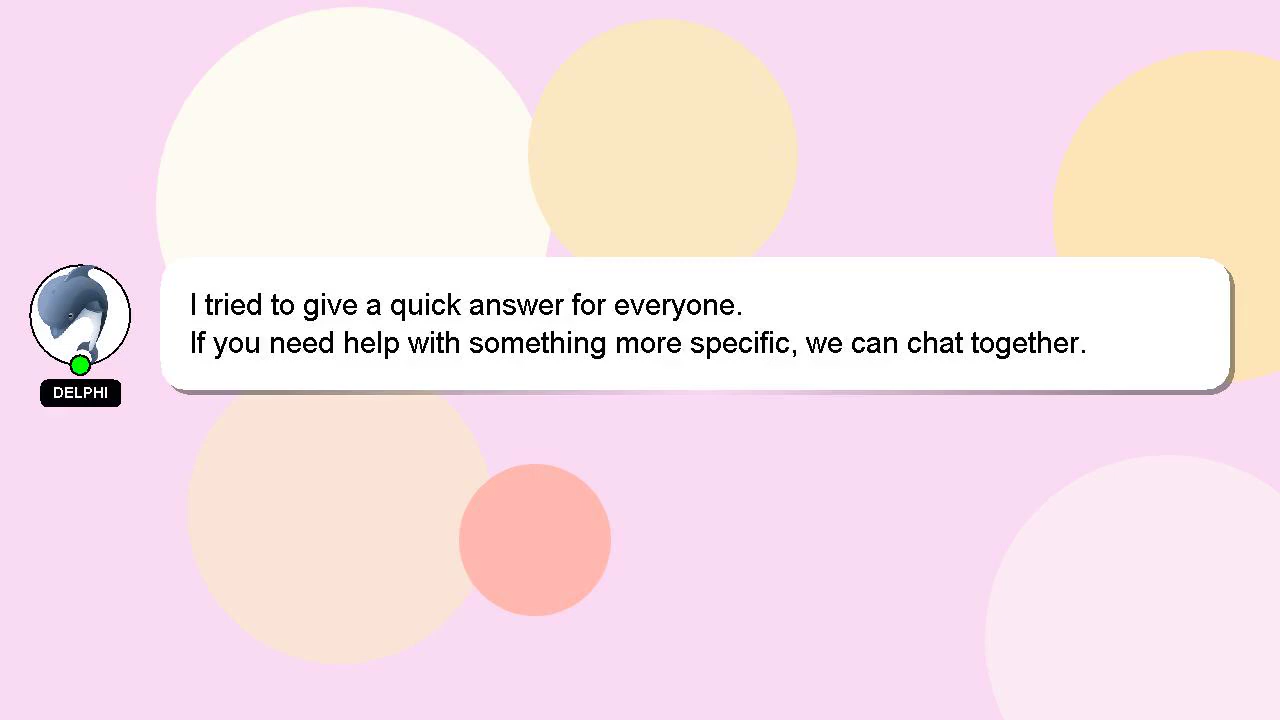 I tried to give a quick answer for everyone.
If you need help with something more specific, we can chat together.
DELPHI